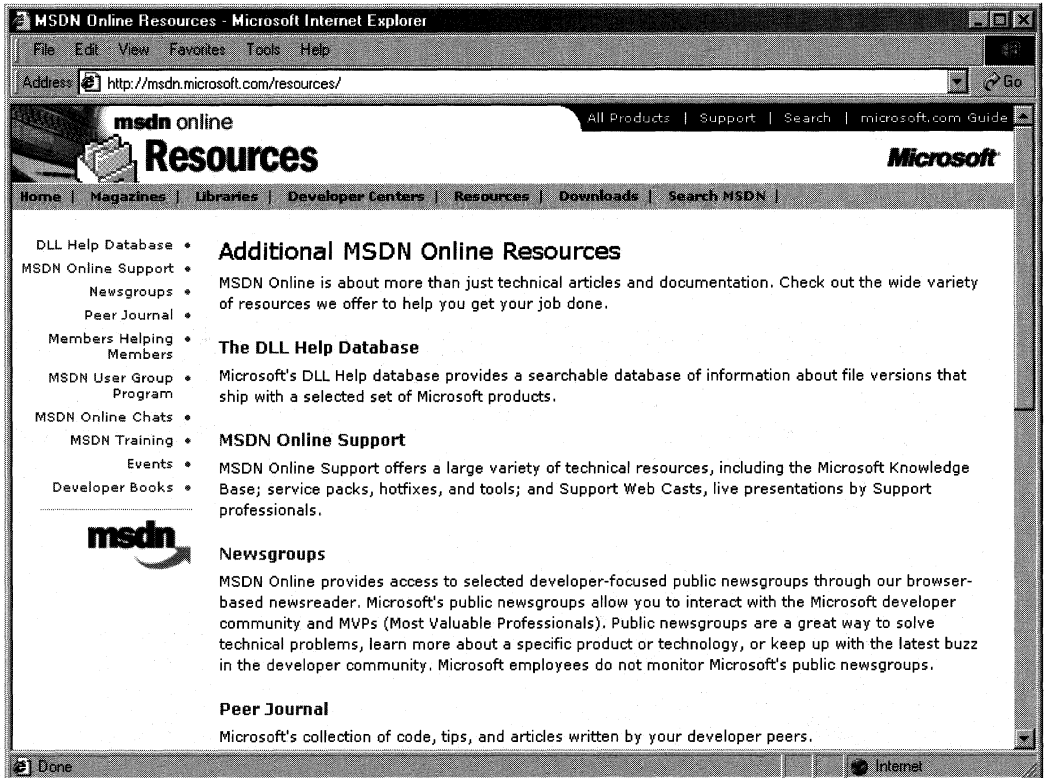 MSDN Online Resources - Microsoft Internet Explorer
File Edit View Favorites Tools Help
Address http://msdn.microsoft.com/resources/ Go
msdn online
Resources
All Products | Support | Search | microsoft.com Guide
Microsoft
Home | Magazines | Libraries | Developer Centers | Resources | Downloads | Search MSDN |
DLL Help Database •
MSDN Online Support •
Newsgroups •
Peer Journal •
Members Helping •
Members
MSDN User Group •
Program
MSDN Online Chats •
MSDN Training •
Events •
Developer Books •
msdn
Additional MSDN Online Resources
MSDN Online is about more than just technical articles and documentation. Check out the wide variety
of resources we offer to help you get your job done.
The DLL Help Database
Microsoft's DLL Help database provides a searchable database of information about file versions that
ship with a selected set of Microsoft products.
MSDN Online Support
MSDN Online Support offers a large variety of technical resources, including the Microsoft Knowledge
Base; service packs, hotfixes, and tools; and Support Web Casts, live presentations by Support
professionals.
Newsgroups
MSDN Online provides access to selected developer-focused public newsgroups through our browser-
based newsreader. Microsoft's public newsgroups allow you to interact with the Microsoft developer
community and MVPs (Most Valuable Professionals). Public newsgroups are a great way to solve
technical problems, learn more about a specific product or technology, or keep up with the latest buzz
in the developer community. Microsoft employees do not monitor Microsoft's public newsgroups.
Peer Journal
Microsoft's collection of code, tips, and articles written by your developer peers.
Done
Internet